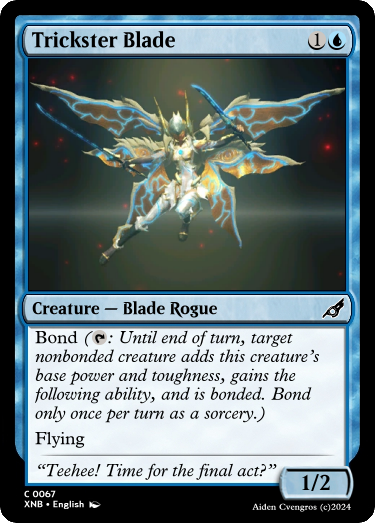 Trickster Blade 1
Creature — Blade Rogue
Bond (: Until end of turn, target
nonbonded creature adds this creature's
base power and toughness, gains the
following ability, and is bonded. Bond
only once per turn as a sorcery.)
Flying
“Teehee! Time for the final act?”
1/2
C 0067
XNB • English
Aiden Cvengros (c)2024